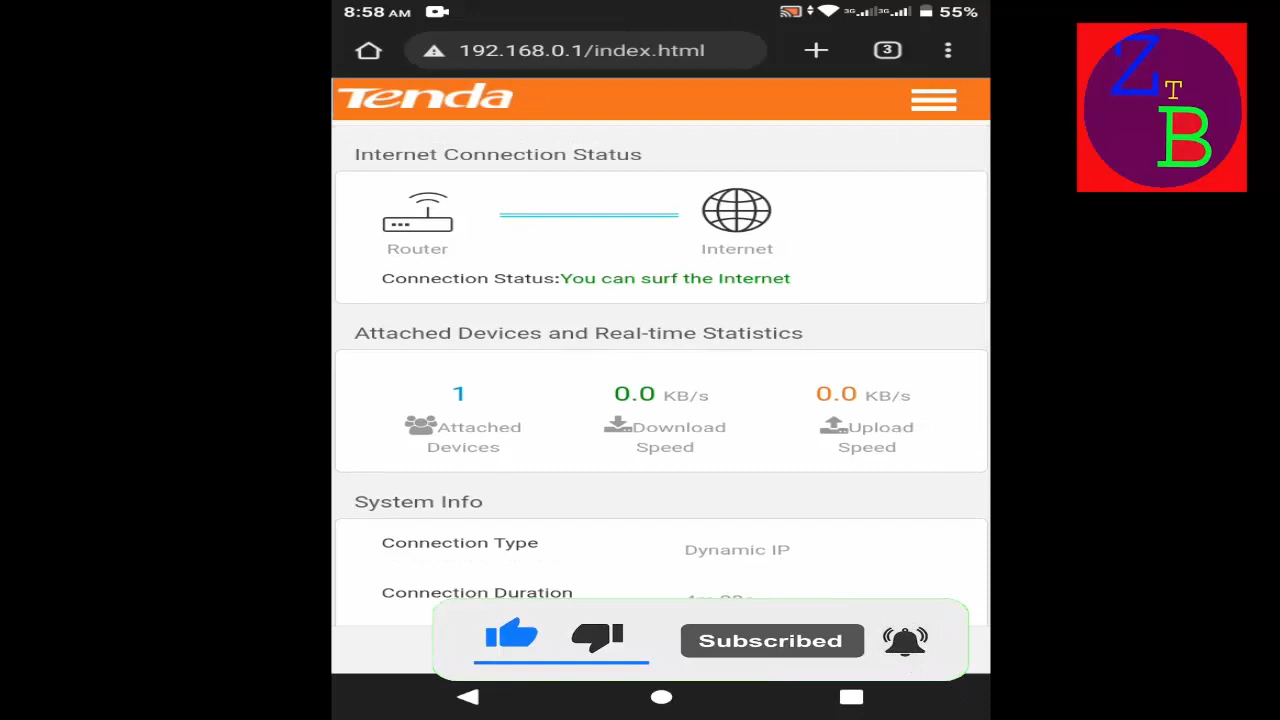 8:58 AM 3G 3G 55%
192.168.0.1/index.html
3
Z
T
B
Tenda
Internet Connection Status
Router Internet
Connection Status:You can surf the Internet
Attached Devices and Real-time Statistics
1 0.0 KB/s 0.0 KB/s
Attached Devices Download Speed Upload Speed
System Info
Connection Type Dynamic IP
Connection Duration
Subscribed